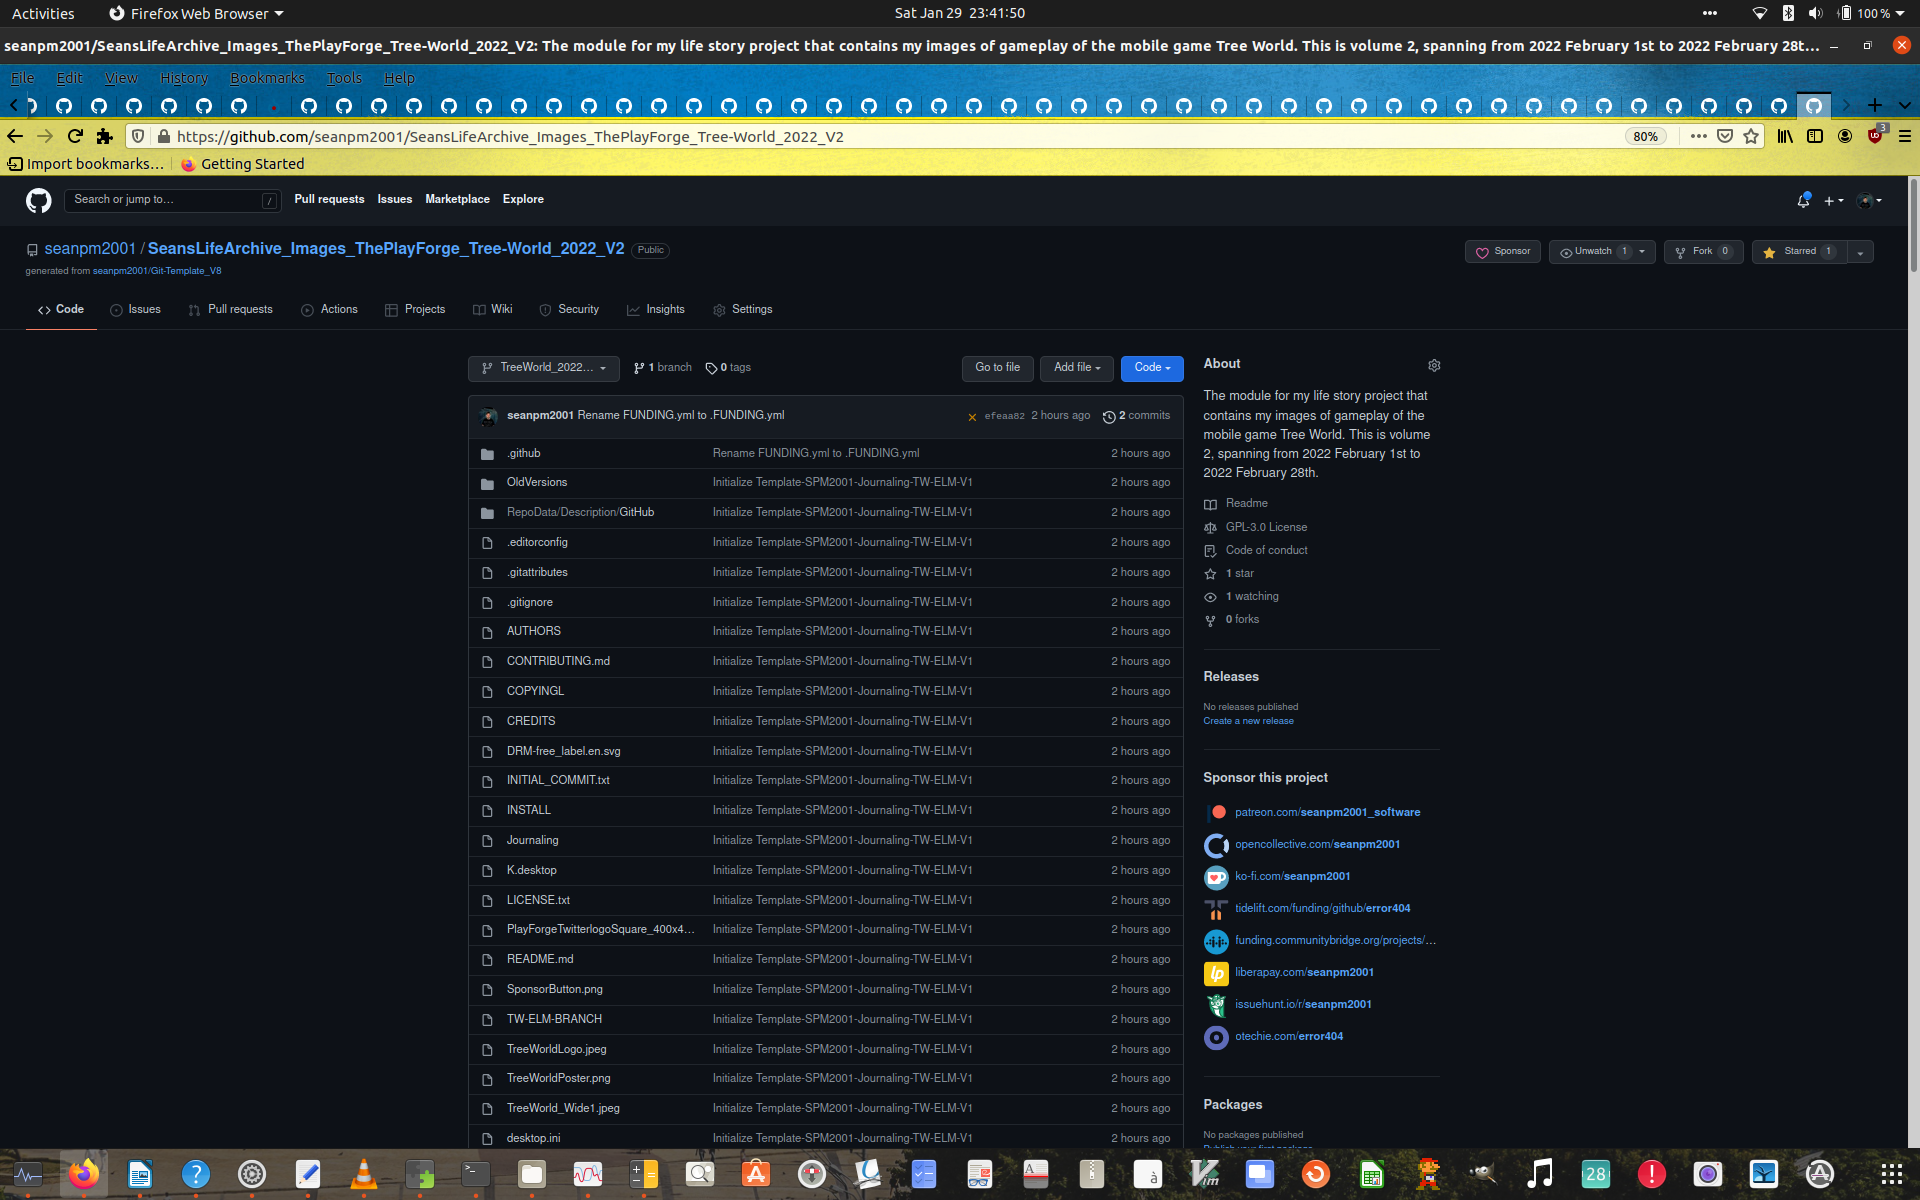 Activities
Firefox Web Browser
Sat Jan 29 23:41:50
100 %
seanpm2001/SeansLifeArchive_Images_ThePlayForge_Tree-World_2022_V2: The module for my life story project that contains my images of gameplay of the mobile game Tree World. This is volume 2, spanning from 2022 February 1st to 2022 February 28t…
File Edit View History Bookmarks Tools Help
https://github.com/seanpm2001/SeansLifeArchive_Images_ThePlayForge_Tree-World_2022_V2
80%
3
Import bookmarks…
Getting Started
Search or jump to…
/
Pull requests
Issues
Marketplace
Explore
seanpm2001 / SeansLifeArchive_Images_ThePlayForge_Tree-World_2022_V2
Public
generated from seanpm2001/Git-Template_V8
Sponsor
Unwatch 1
Fork 0
Starred 1
Code
Issues
Pull requests
Actions
Projects
Wiki
Security
Insights
Settings
TreeWorld_2022…
1 branch
0 tags
Go to file
Add file
Code
seanpm2001 Rename FUNDING.yml to .FUNDING.yml
efeaa82 2 hours ago
2 commits
.github Rename FUNDING.yml to .FUNDING.yml 2 hours ago
OldVersions Initialize Template-SPM2001-Journaling-TW-ELM-V1 2 hours ago
RepoData/Description/GitHub Initialize Template-SPM2001-Journaling-TW-ELM-V1 2 hours ago
.editorconfig Initialize Template-SPM2001-Journaling-TW-ELM-V1 2 hours ago
.gitattributes Initialize Template-SPM2001-Journaling-TW-ELM-V1 2 hours ago
.gitignore Initialize Template-SPM2001-Journaling-TW-ELM-V1 2 hours ago
AUTHORS Initialize Template-SPM2001-Journaling-TW-ELM-V1 2 hours ago
CONTRIBUTING.md Initialize Template-SPM2001-Journaling-TW-ELM-V1 2 hours ago
COPYINGL Initialize Template-SPM2001-Journaling-TW-ELM-V1 2 hours ago
CREDITS Initialize Template-SPM2001-Journaling-TW-ELM-V1 2 hours ago
DRM-free_label.en.svg Initialize Template-SPM2001-Journaling-TW-ELM-V1 2 hours ago
INITIAL_COMMIT.txt Initialize Template-SPM2001-Journaling-TW-ELM-V1 2 hours ago
INSTALL Initialize Template-SPM2001-Journaling-TW-ELM-V1 2 hours ago
Journaling Initialize Template-SPM2001-Journaling-TW-ELM-V1 2 hours ago
K.desktop Initialize Template-SPM2001-Journaling-TW-ELM-V1 2 hours ago
LICENSE.txt Initialize Template-SPM2001-Journaling-TW-ELM-V1 2 hours ago
PlayForgeTwitterlogoSquare_400x4… Initialize Template-SPM2001-Journaling-TW-ELM-V1 2 hours ago
README.md Initialize Template-SPM2001-Journaling-TW-ELM-V1 2 hours ago
SponsorButton.png Initialize Template-SPM2001-Journaling-TW-ELM-V1 2 hours ago
TW-ELM-BRANCH Initialize Template-SPM2001-Journaling-TW-ELM-V1 2 hours ago
TreeWorldLogo.jpeg Initialize Template-SPM2001-Journaling-TW-ELM-V1 2 hours ago
TreeWorldPoster.png Initialize Template-SPM2001-Journaling-TW-ELM-V1 2 hours ago
TreeWorld_Wide1.jpeg Initialize Template-SPM2001-Journaling-TW-ELM-V1 2 hours ago
desktop.ini Initialize Template-SPM2001-Journaling-TW-ELM-V1 2 hours ago
About
The module for my life story project that
contains my images of gameplay of the
mobile game Tree World. This is volume
2, spanning from 2022 February 1st to
2022 February 28th.
Readme
GPL-3.0 License
Code of conduct
1 star
1 watching
0 forks
Releases
No releases published
Create a new release
Sponsor this project
patreon.com/seanpm2001_software
opencollective.com/seanpm2001
ko-fi.com/seanpm2001
tidelift.com/funding/github/error404
funding.communitybridge.org/projects/…
liberapay.com/seanpm2001
issuehunt.io/r/seanpm2001
otechie.com/error404
Packages
No packages published
28